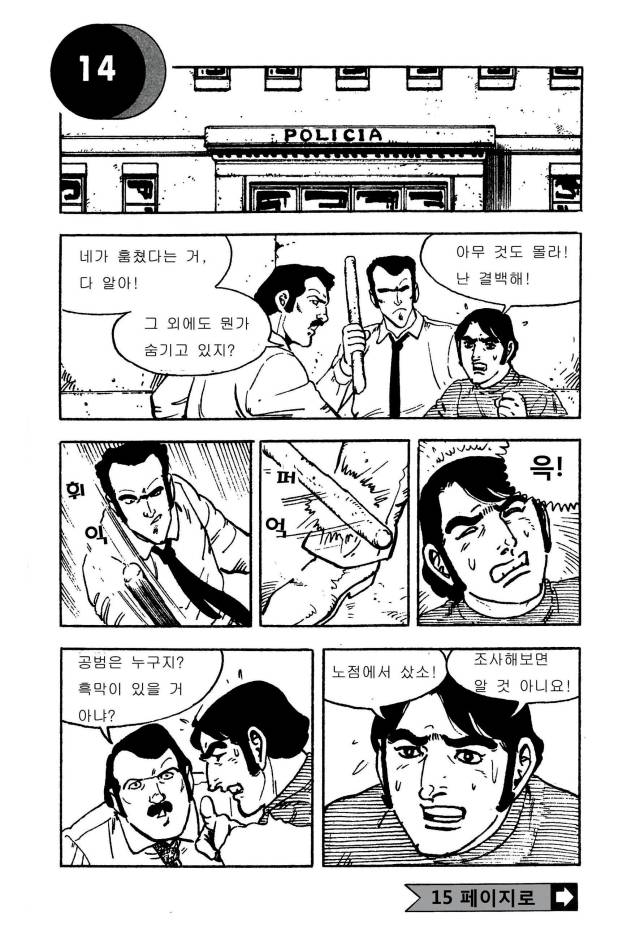 14
POLICIA
네가 훔쳤다는 거,
다 알아!
그 외에도 뭔가
숨기고 있지?
아무 것도 몰라!
난 결백해!
휘
익
퍼
억
윽!
공범은 누구지?
흑막이 있을 거
아냐?
노점에서 샀소!
조사해보면
알 것 아니요!
15 페이지로